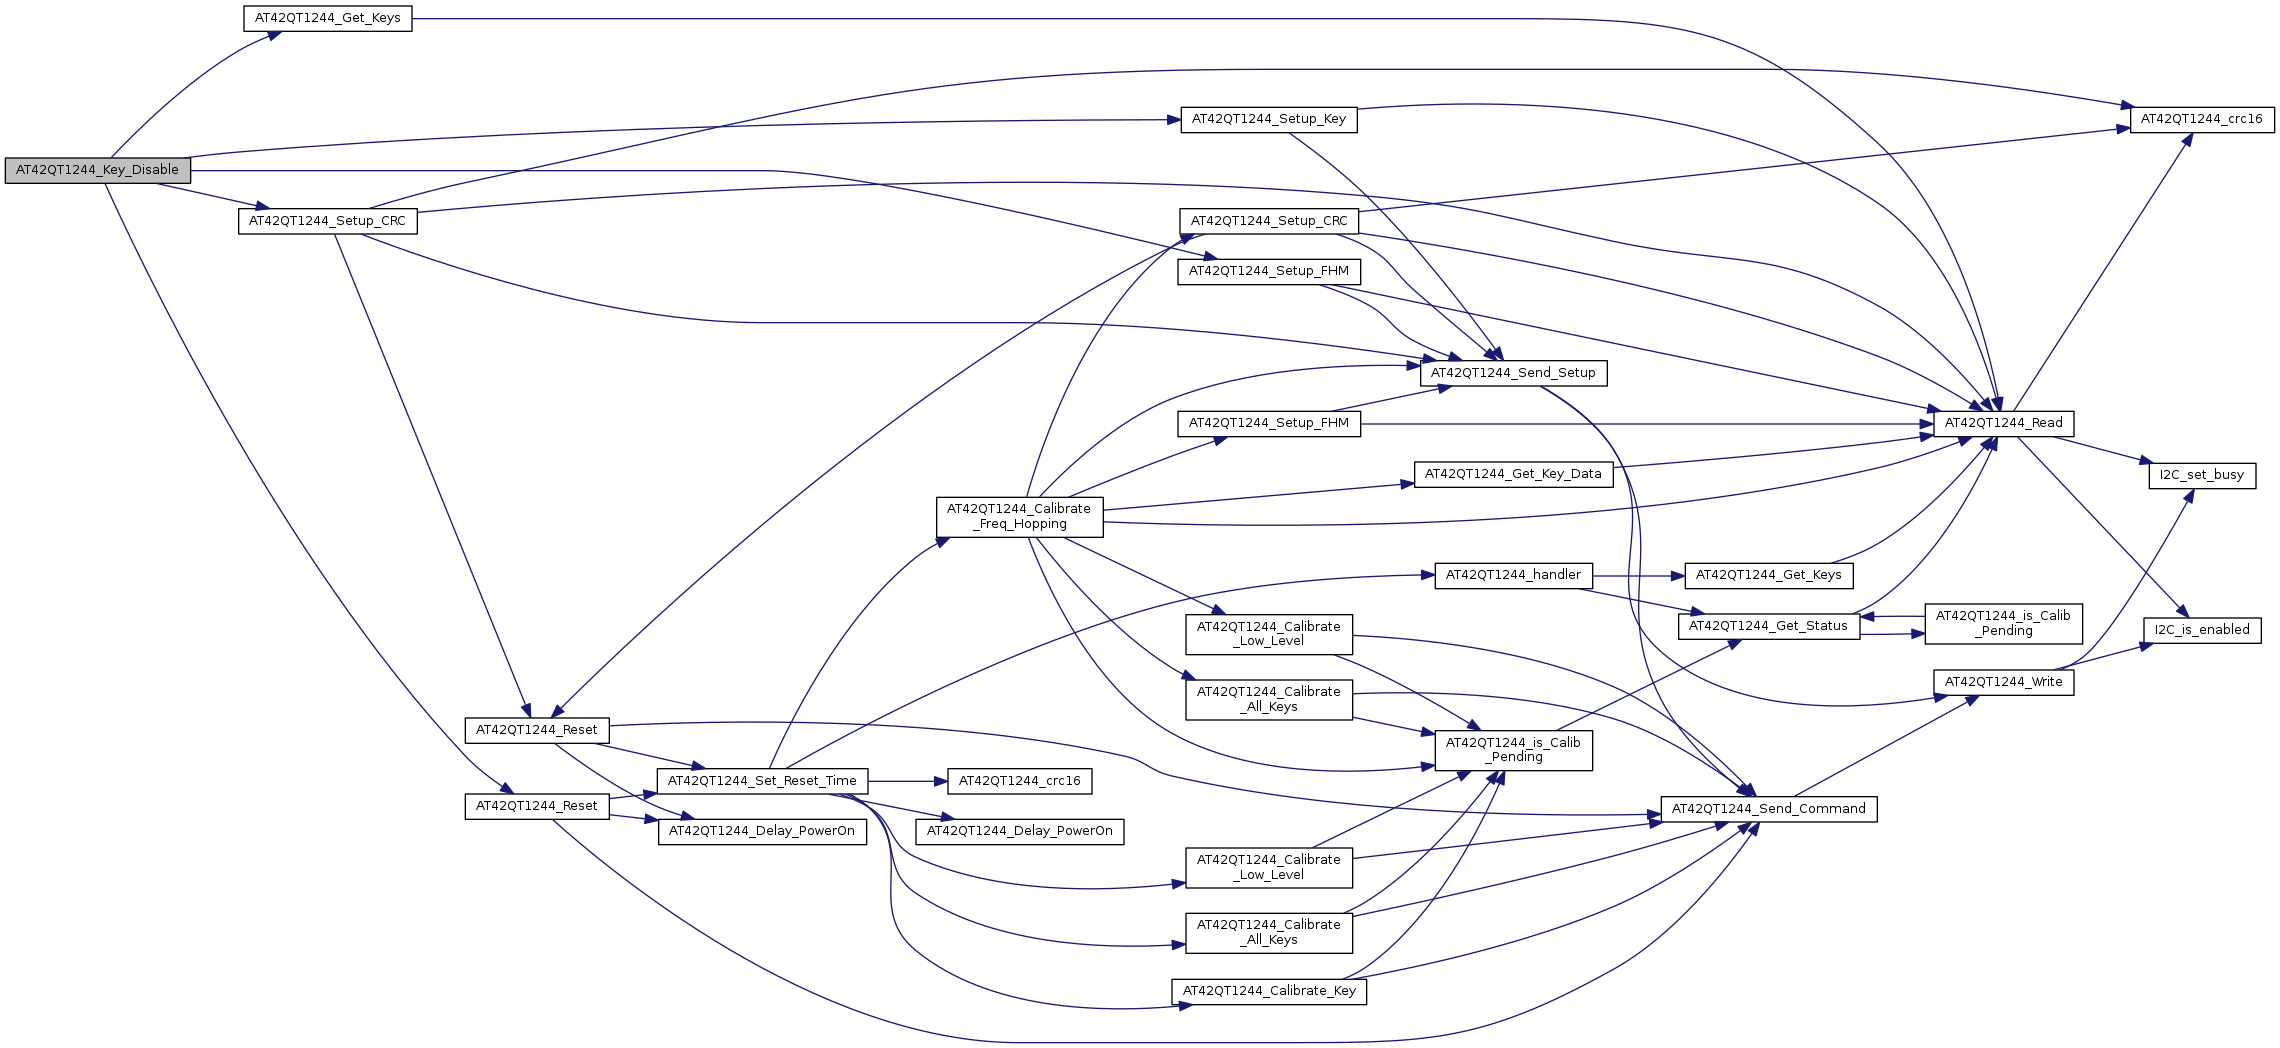 AT42QT1244_Get_Keys
AT42QT1244_Setup_Key
AT42QT1244_crc16
AT42QT1244_Key_Disable
AT42QT1244_Setup_CRC
AT42QT1244_Setup_CRC
AT42QT1244_Setup_FHM
AT42QT1244_Send_Setup
AT42QT1244_Setup_FHM
AT42QT1244_Read
AT42QT1244_Get_Key_Data
I2C_set_busy
AT42QT1244_Calibrate
_Freq_Hopping
AT42QT1244_handler
AT42QT1244_Get_Keys
AT42QT1244_Calibrate
_Low_Level
AT42QT1244_Get_Status
AT42QT1244_is_Calib
_Pending
I2C_is_enabled
AT42QT1244_Calibrate
_All_Keys
AT42QT1244_Write
AT42QT1244_Reset
AT42QT1244_is_Calib
_Pending
AT42QT1244_Set_Reset_Time
AT42QT1244_crc16
AT42QT1244_Reset
AT42QT1244_Send_Command
AT42QT1244_Delay_PowerOn
AT42QT1244_Delay_PowerOn
AT42QT1244_Calibrate
_Low_Level
AT42QT1244_Calibrate
_All_Keys
AT42QT1244_Calibrate_Key